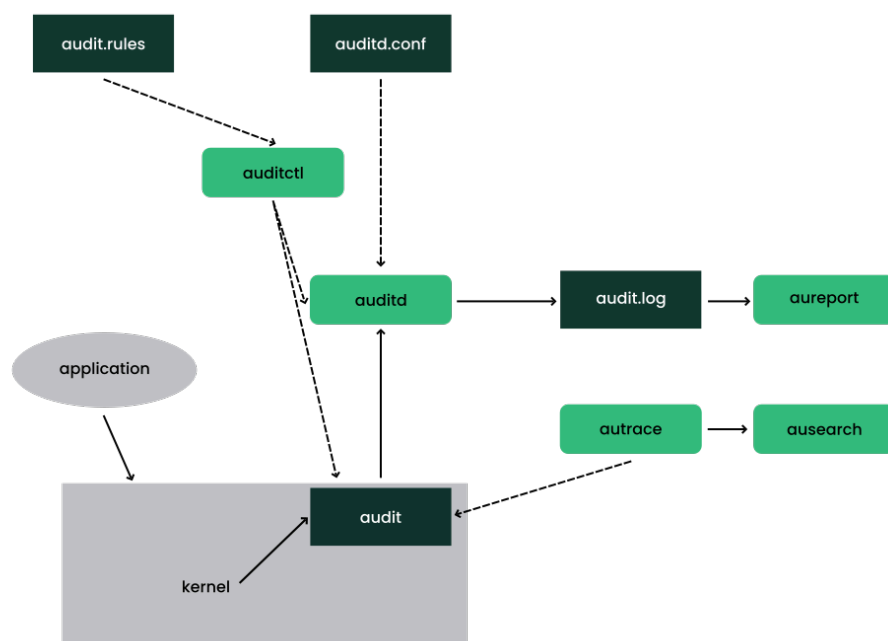 audit.rules
auditd.conf
auditctl
auditd
audit.log
aureport
application
autrace
ausearch
audit
kernel